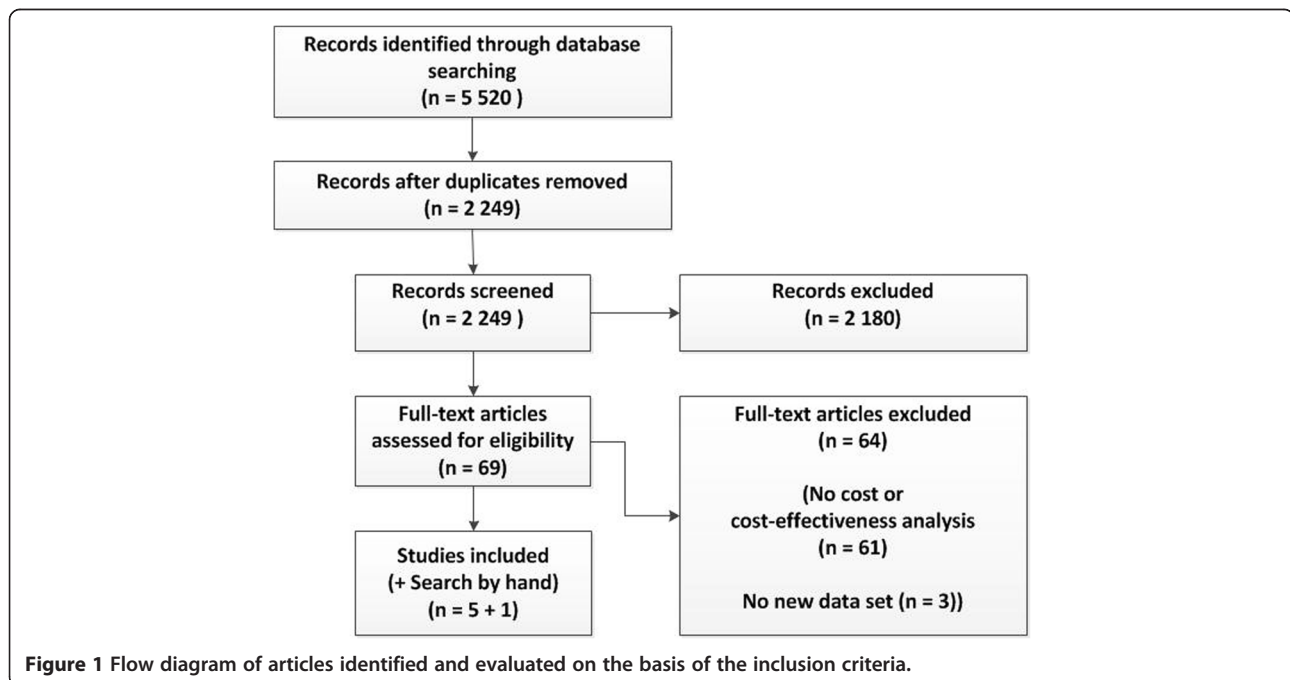 Records identified through database
searching
(n = 5 520 )
Records after duplicates removed
(n = 2 249)
Records screened
(n = 2 249 )
Records excluded
(n = 2 180)
Full-text articles
assessed for eligibility
(n = 69)
Full-text articles excluded
(n = 64)
(No cost or
cost-effectiveness analysis
(n = 61)
No new data set (n = 3))
Studies included
(+ Search by hand)
(n = 5 + 1)
Figure 1 Flow diagram of articles identified and evaluated on the basis of the inclusion criteria.